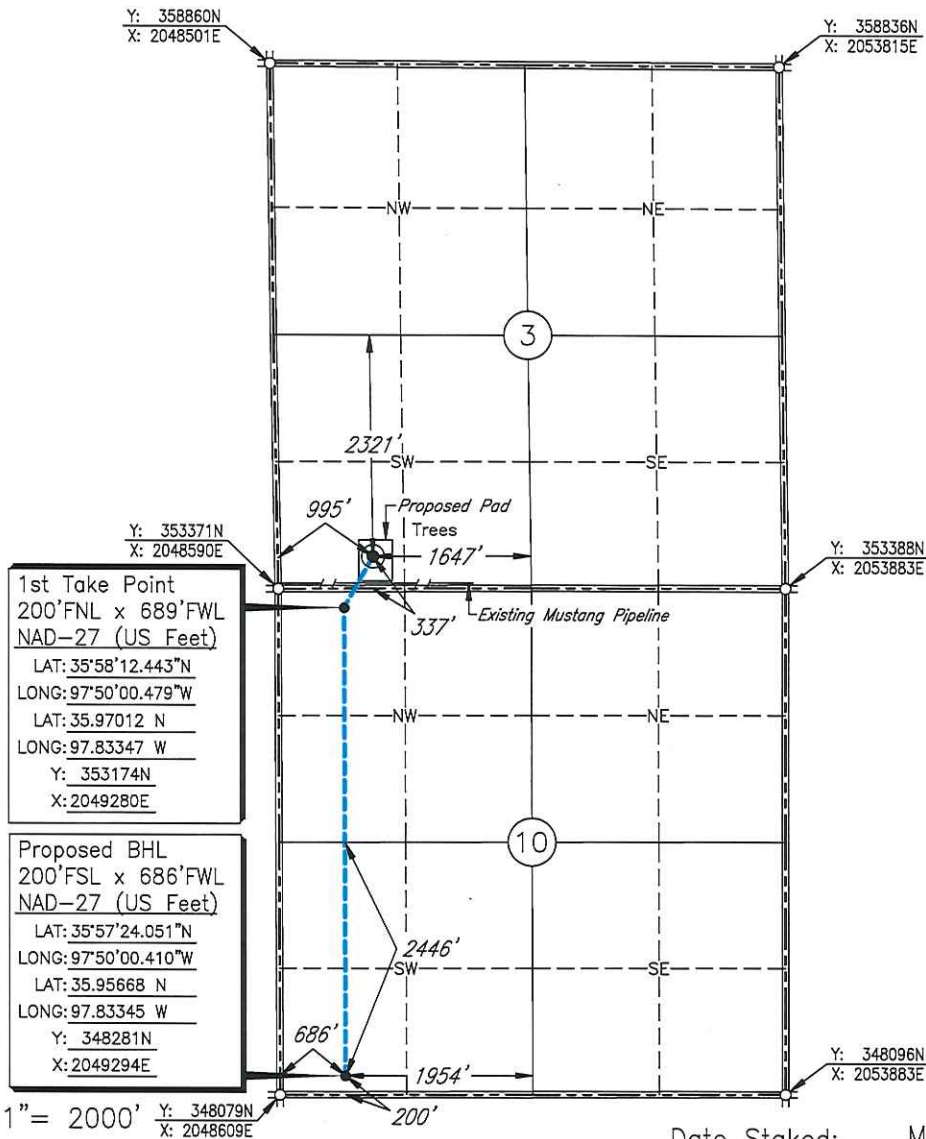 Y: 358860N
X: 2048501E
Y: 358836N
X: 2053815E
NW
NE
3
2321'
SW
SE
995'
Proposed Pad
Trees
1647'
Y: 353371N
X: 2048590E
Y: 353388N
X: 2053883E
337'
Existing Mustang Pipeline
1st Take Point
200'FNL x 689'FWL
NAD-27 (US Feet)
LAT: 35°58'12.443"N
LONG: 97°50'00.479"W
LAT: 35.97012 N
LONG: 97.83347 W
Y: 353174N
X: 2049280E
NW
NE
10
Proposed BHL
200'FSL x 686'FWL
NAD-27 (US Feet)
LAT: 35°57'24.051"N
LONG: 97°50'00.410"W
LAT: 35.95668 N
LONG: 97.83345 W
Y: 348281N
X: 2049294E
2446'
SW
SE
686'
1954'
Y: 348096N
X: 2053883E
1"= 2000'
Y: 348079N
X: 2048609E
200'